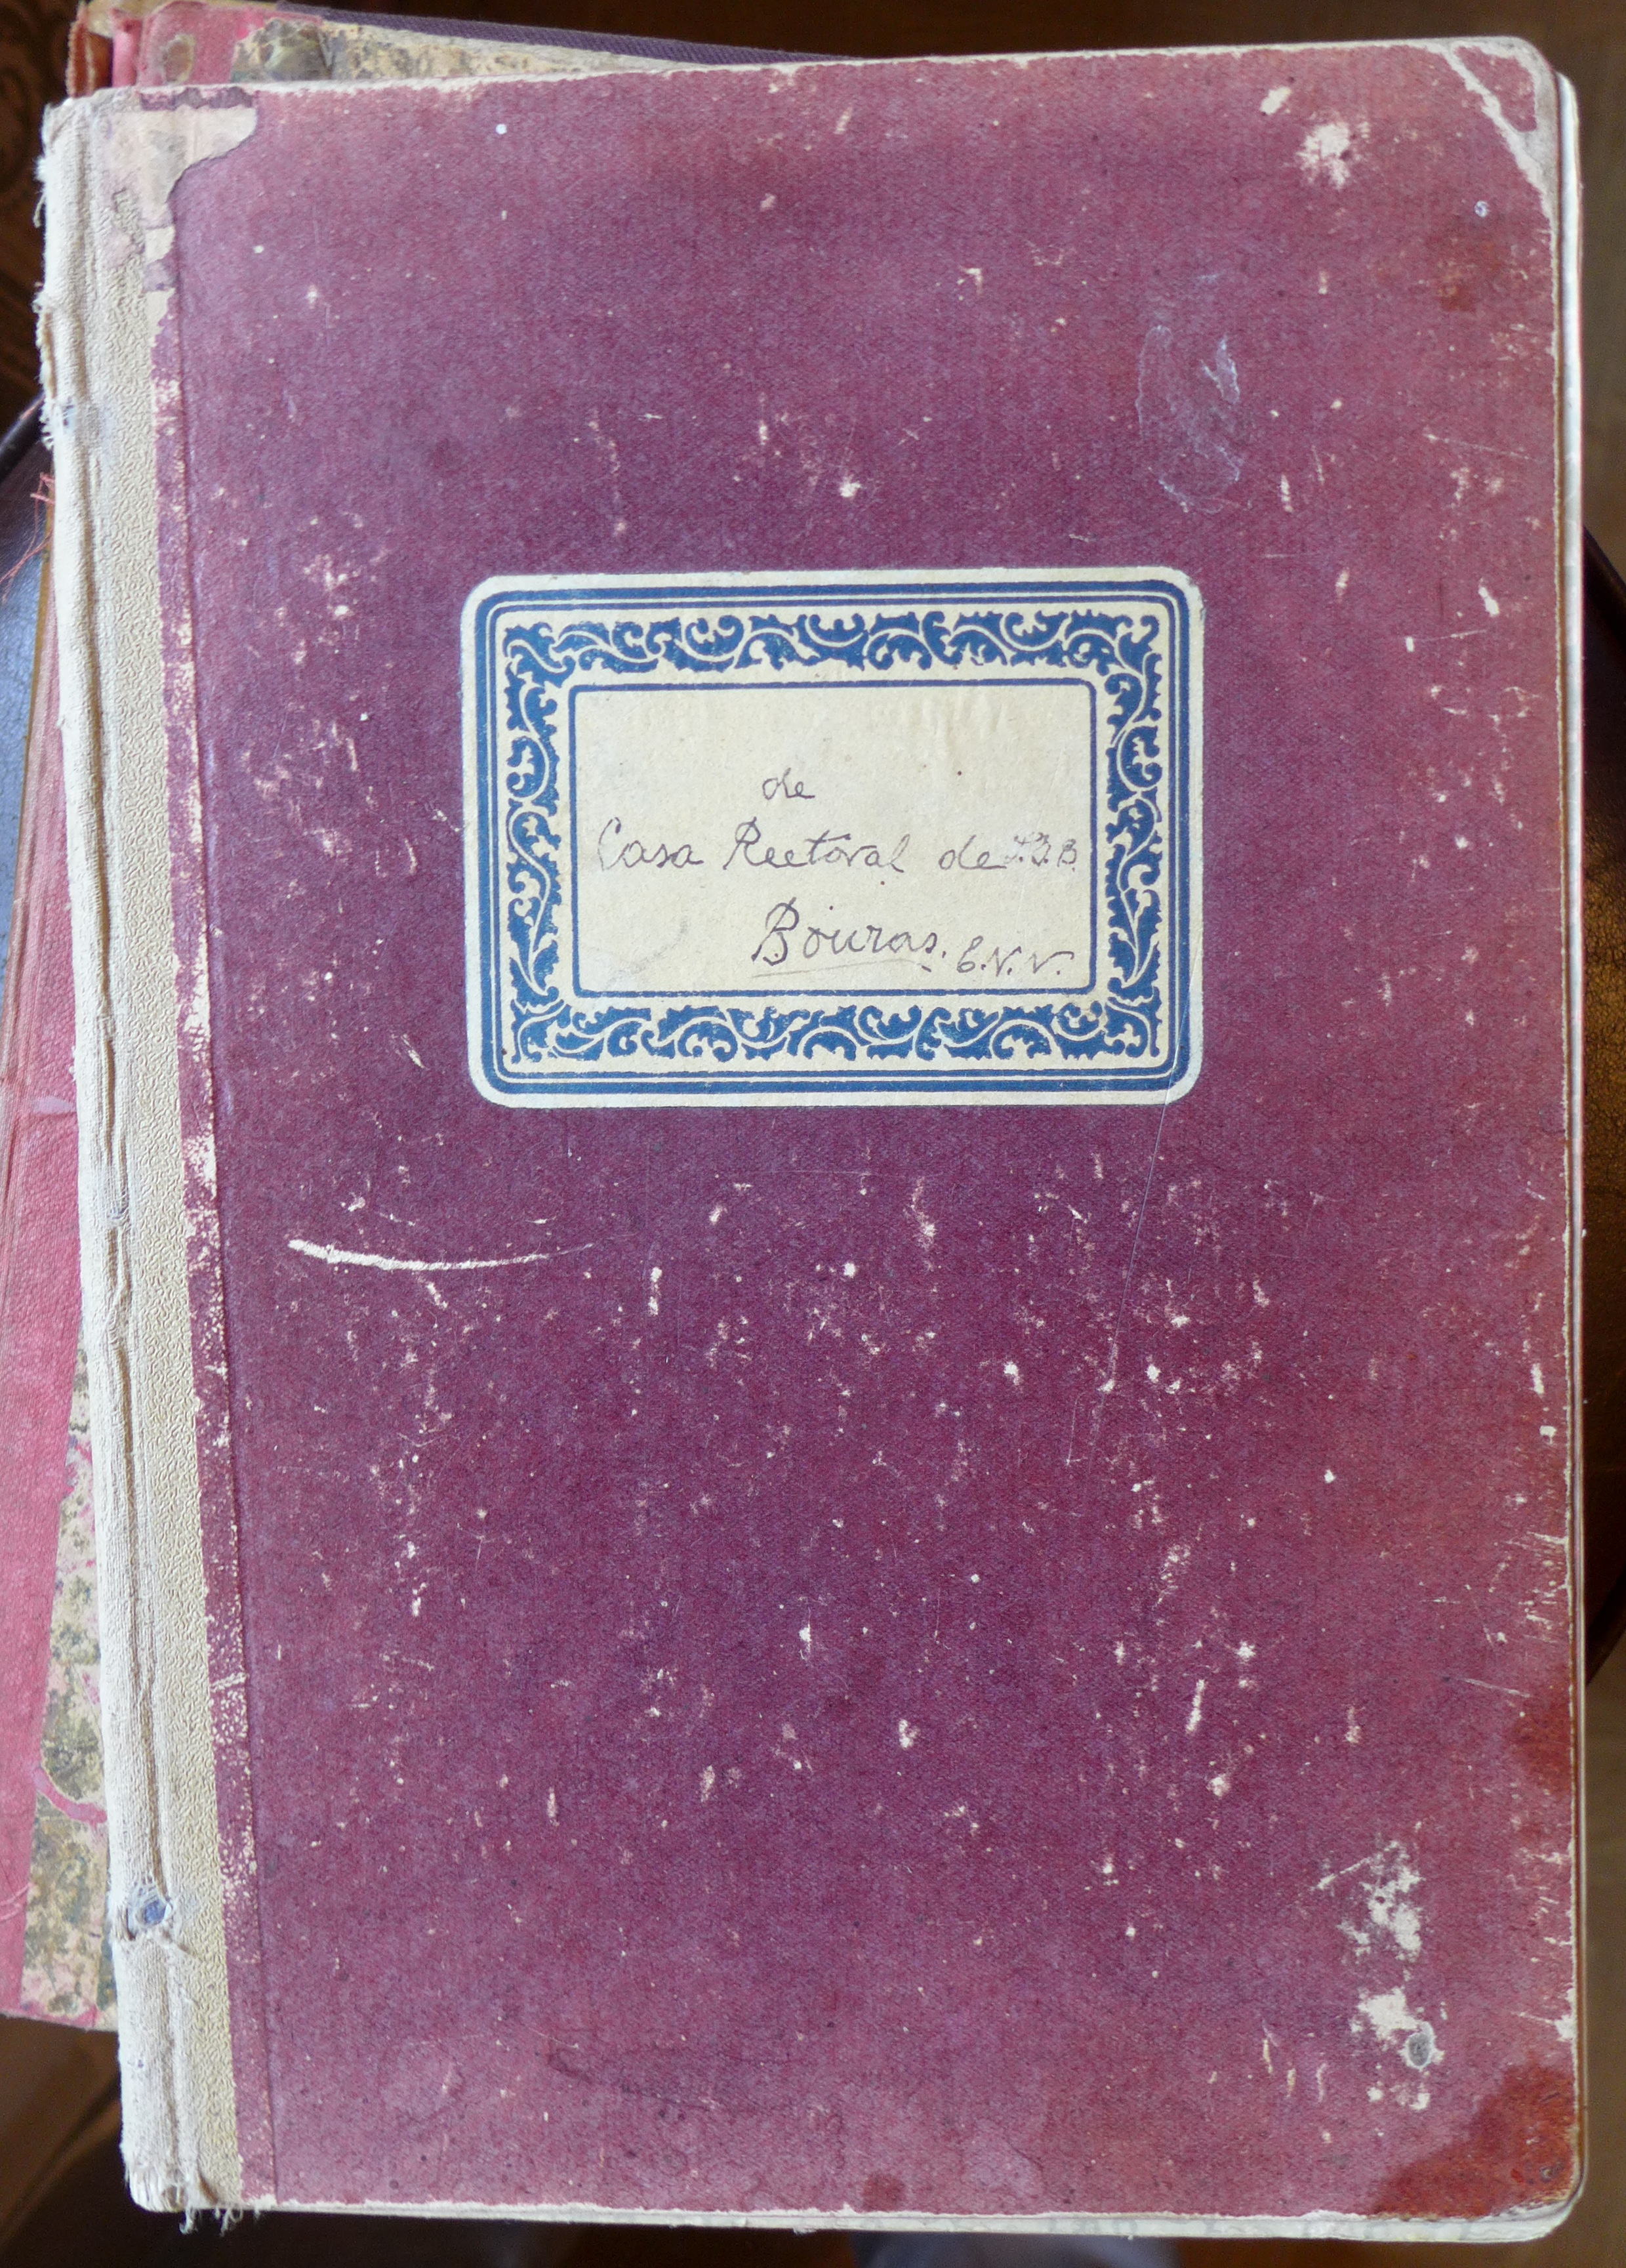 de
Casa Rectoral de
Bouras. E.N.V.